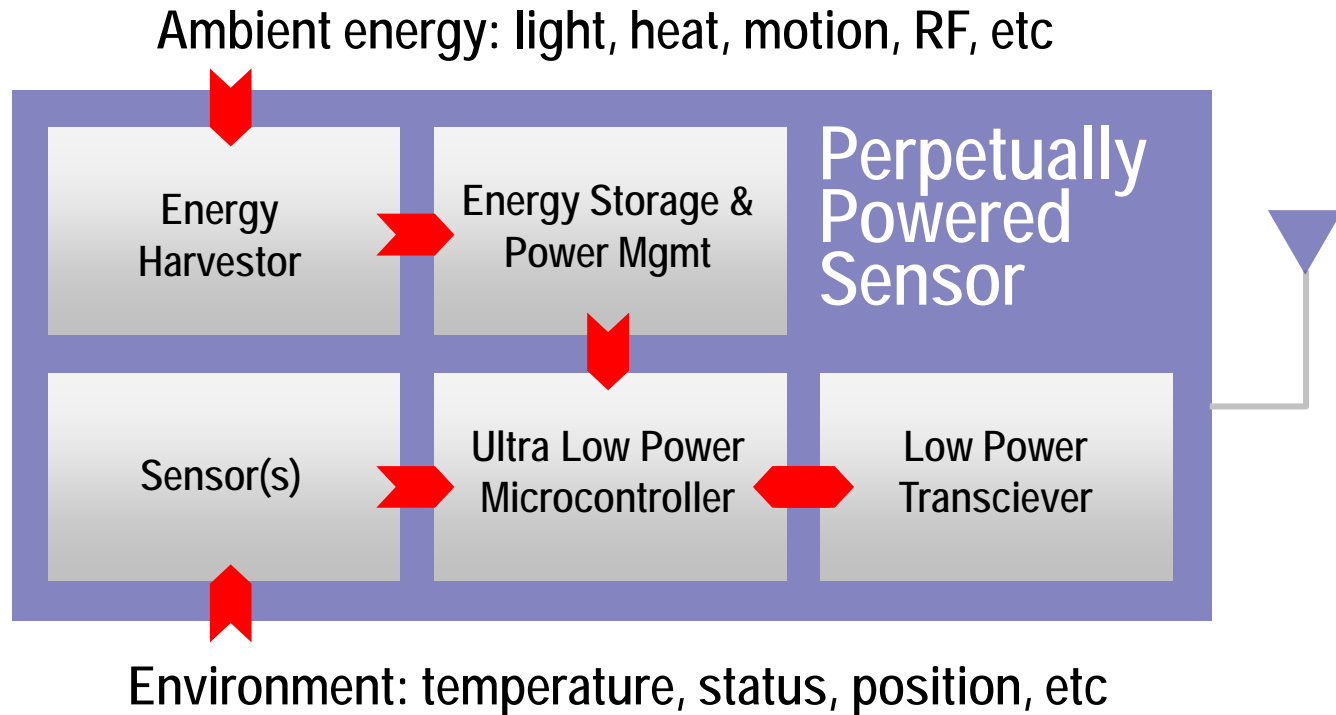 Ambient energy: light, heat, motion, RF, etc
Energy
Harvestor
Energy Storage &
Power Mgmt
Perpetually
Powered
Sensor
Sensor(s)
Ultra Low Power
Microcontroller
Low Power
Transciever
Environment: temperature, status, position, etc